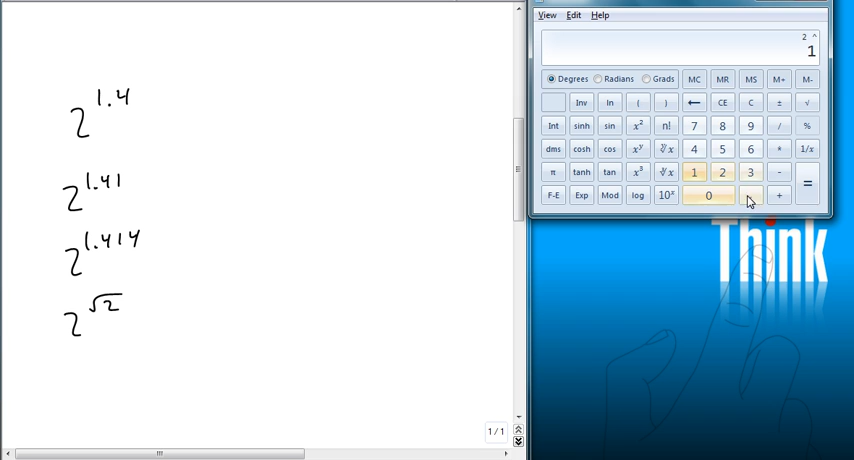 2^1.4
2^1.41
2^1.414
2^√2
1 / 1
View Edit Help
2 ^
1
Degrees Radians Grads MC MR MS M+ M-
Inv ln ( ) ← CE C ± √
Int sinh sin x² n! 7 8 9 / %
dms cosh cos xʸ ʸ√x 4 5 6 * 1/x
π tanh tan x³ ³√x 1 2 3 - =
F-E Exp Mod log 10ˣ 0 +
Think